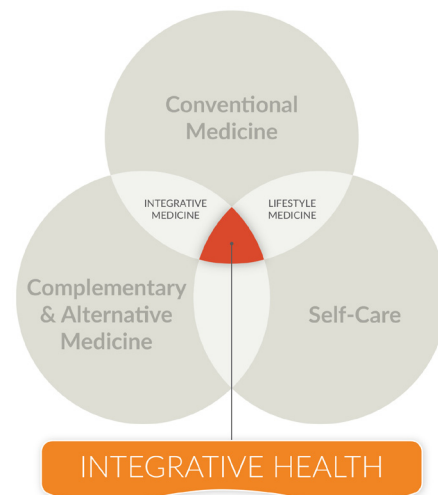 Conventional
Medicine
INTEGRATIVE
MEDICINE
LIFESTYLE
MEDICINE
Complementary
& Alternative
Medicine
Self-Care
INTEGRATIVE HEALTH